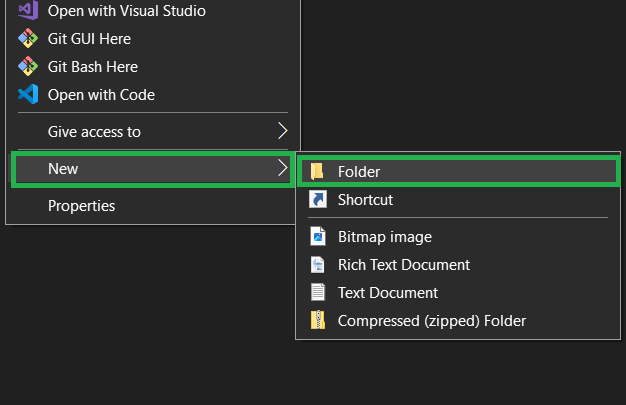 Open with Visual Studio
Git GUI Here
Git Bash Here
Open with Code
Give access to
New
Properties
Folder
Shortcut
Bitmap image
Rich Text Document
Text Document
Compressed (zipped) Folder